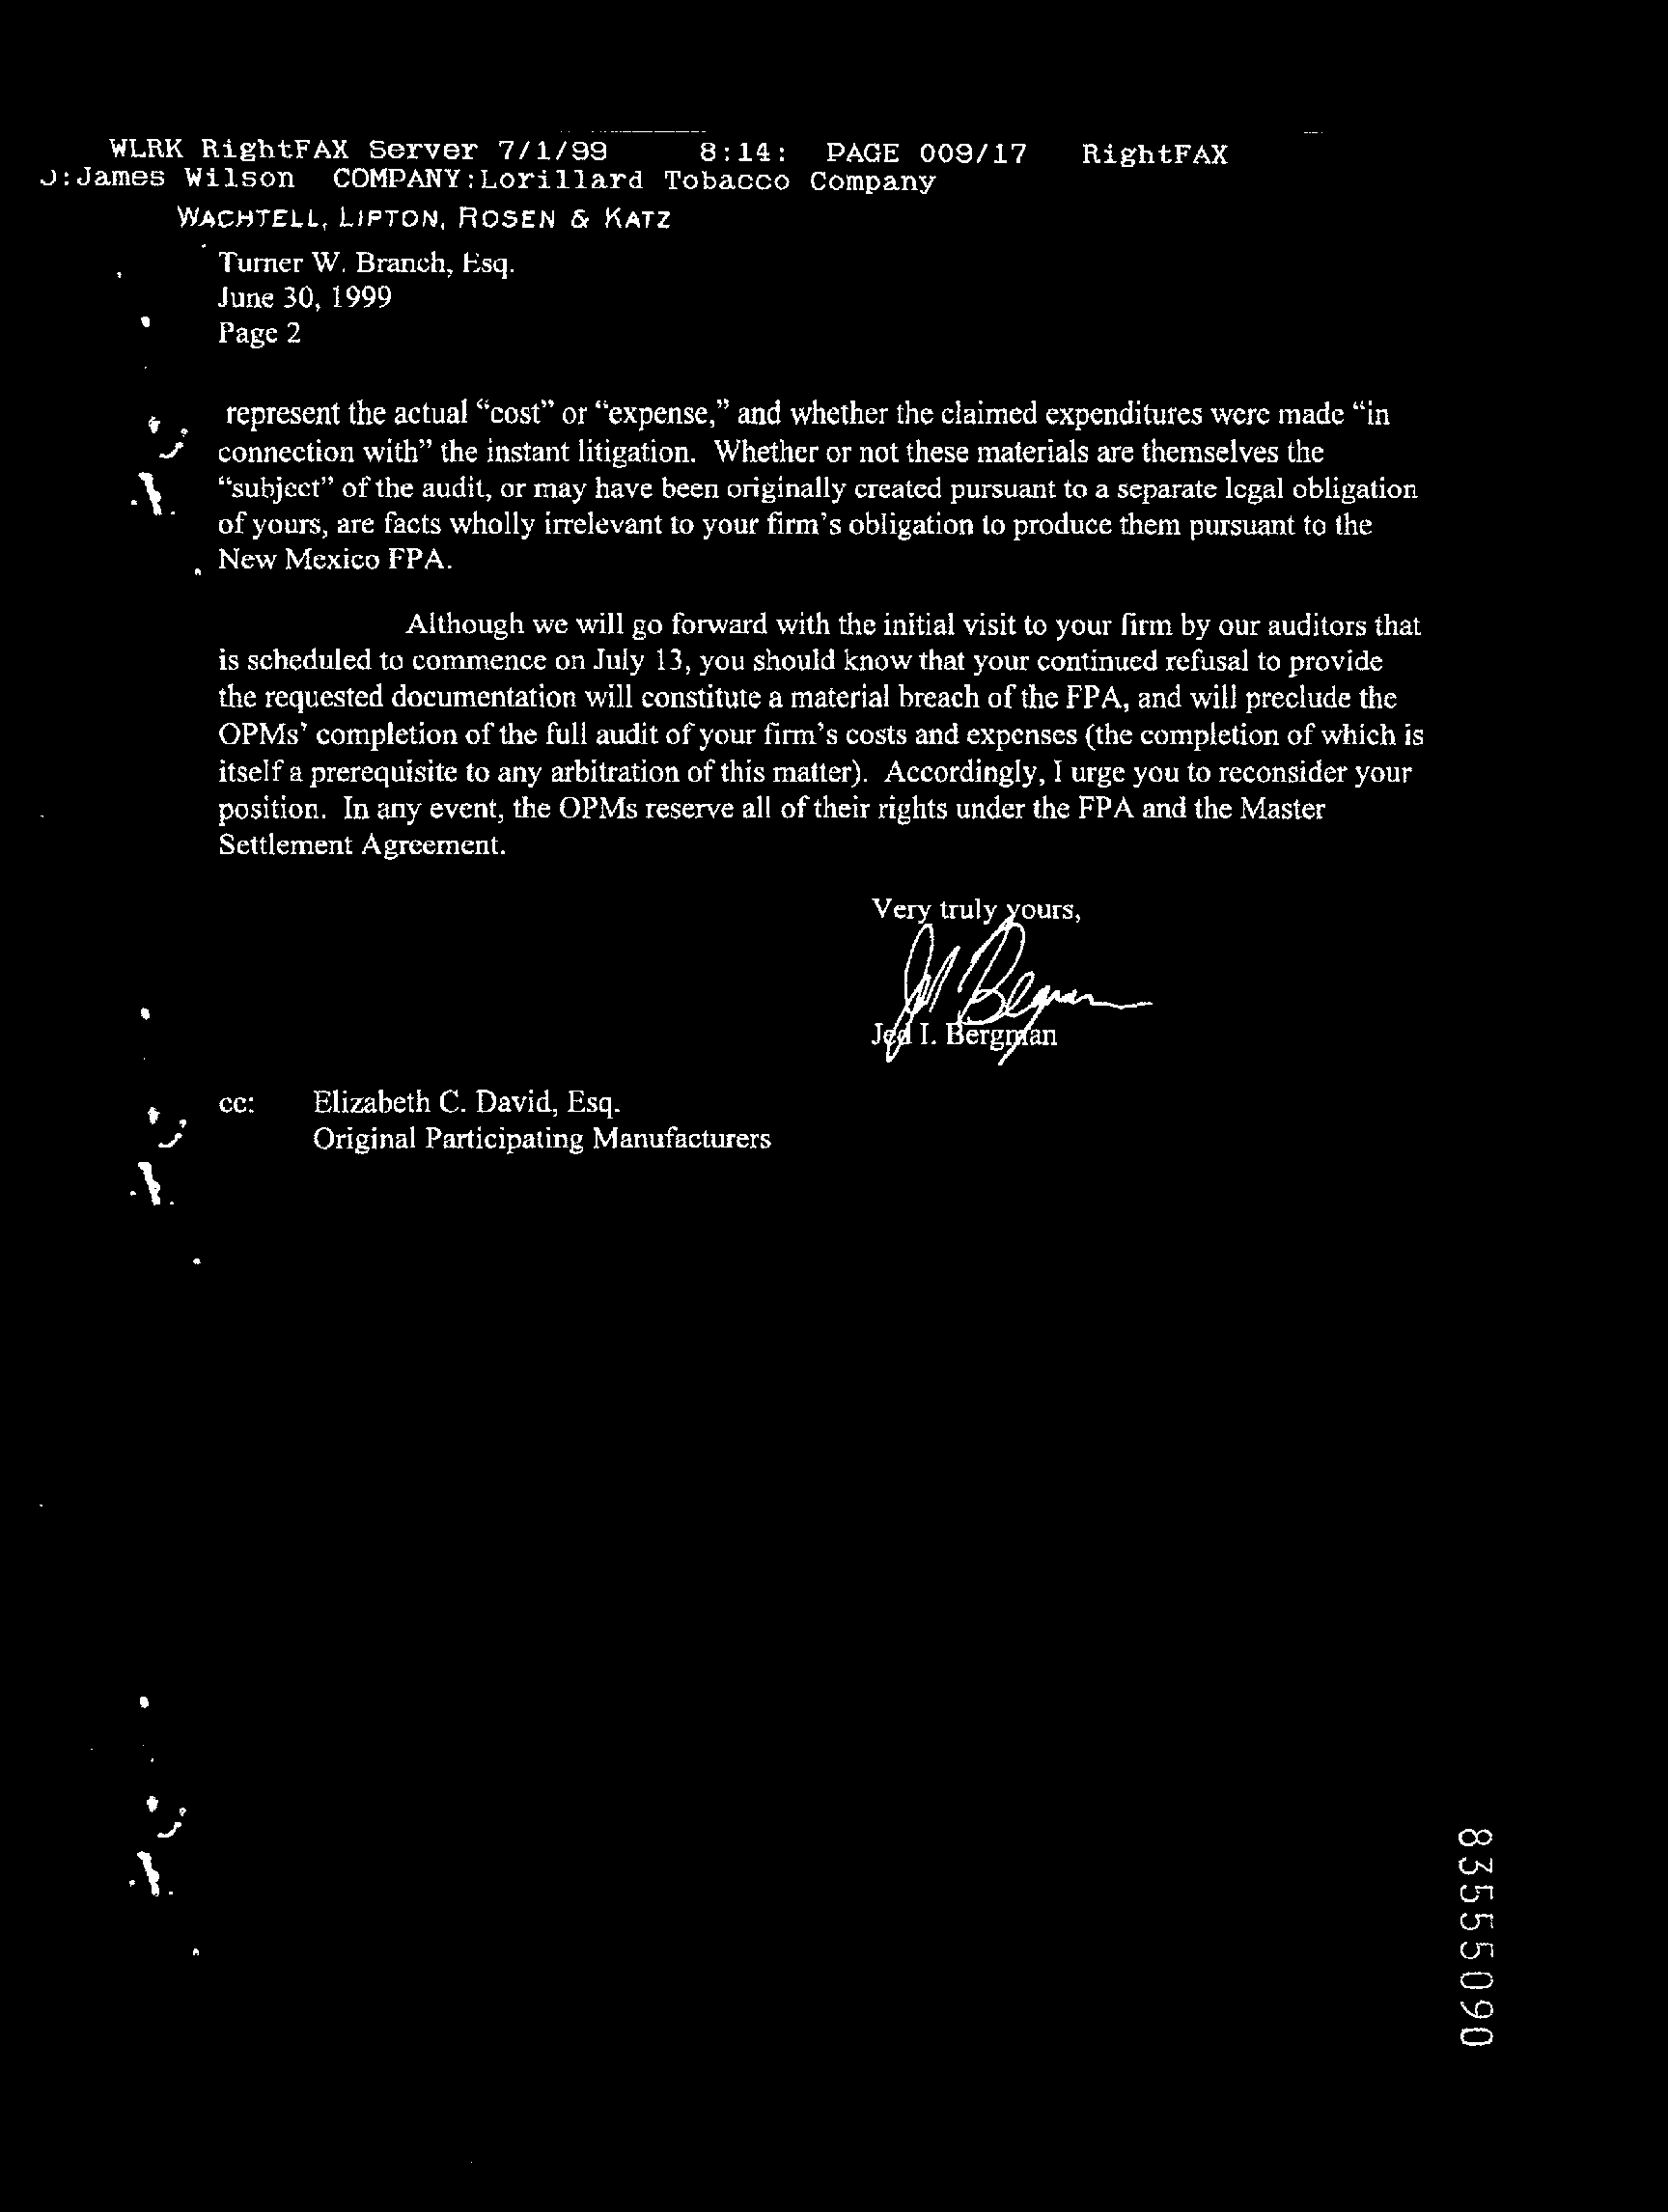 WLRK RightFAX Server 7/1/99 8:14: PAGE 009/17 RightFAX
:James Wilson COMPANY:Lorillard Tobacco Company
WACHTELL, LIPTON, ROSEN & KATZ
Turner W. Branch, Esq.
June 30, 1999
Page 2
represent the actual “cost” or “expense,” and whether the claimed expenditures were made “in
connection with” the instant litigation. Whether or not these materials are themselves the
“subject” of the audit, or may have been originally created pursuant to a separate legal obligation
of yours, are facts wholly irrelevant to your firm’s obligation to produce them pursuant to the
New Mexico FPA.
Although we will go forward with the initial visit to your firm by our auditors that
is scheduled to commence on July 13, you should know that your continued refusal to provide
the requested documentation will constitute a material breach of the FPA, and will preclude the
OPMs’ completion of the full audit of your firm’s costs and expenses (the completion of which is
itself a prerequisite to any arbitration of this matter). Accordingly, I urge you to reconsider your
position. In any event, the OPMs reserve all of their rights under the FPA and the Master
Settlement Agreement.
Very truly yours,
Jed I. Bergman
cc: Elizabeth C. David, Esq.
Original Participating Manufacturers
83555090